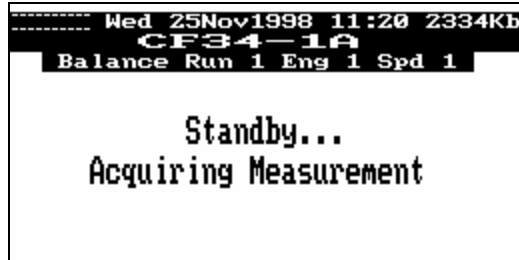 Wed 25Nov1998 11:20 2334Kb
CF34-1A
Balance Run 1 Eng 1 Spd 1
Standby...
Acquiring Measurement